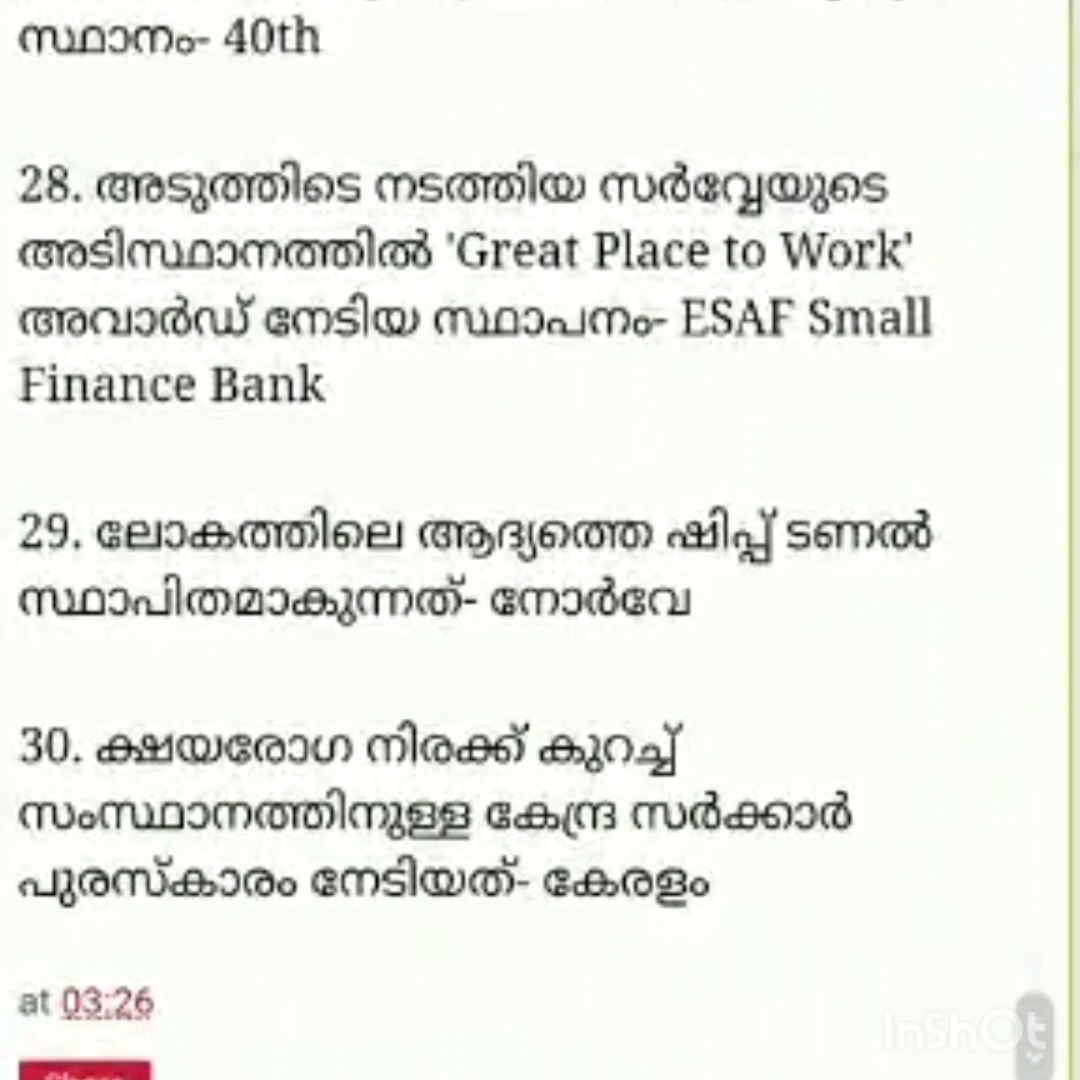 സ്ഥാനം- 40th
28. അടുത്തിടെ നടത്തിയ സർവ്വേയുടെ
അടിസ്ഥാനത്തിൽ 'Great Place to Work'
അവാർഡ് നേടിയ സ്ഥാപനം- ESAF Small
Finance Bank
29. ലോകത്തിലെ ആദ്യത്തെ ഷിപ്പ് ടണൽ
സ്ഥാപിതമാകുന്നത്- നോർവേ
30. ക്ഷയരോഗ നിരക്ക് കുറച്ച്
സംസ്ഥാനത്തിനുള്ള കേന്ദ്ര സർക്കാർ
പുരസ്കാരം നേടിയത്- കേരളം
at 03:26
InShOt